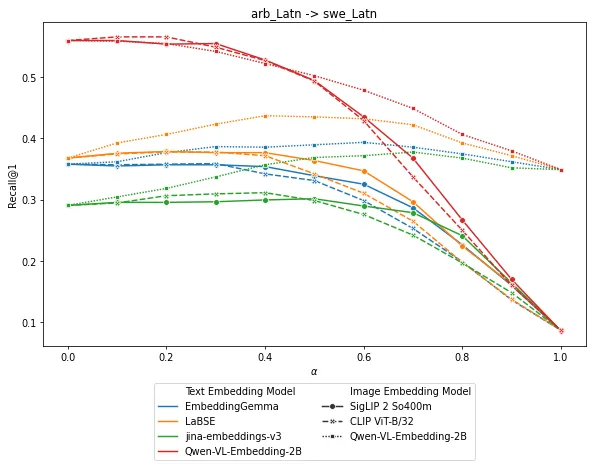 arb_Latn -> swe_Latn
Recall@1
0.5
0.4
0.3
0.2
0.1
0.0 0.2 0.4 0.6 0.8 1.0
α
Text Embedding Model Image Embedding Model
EmbeddingGemma SigLIP 2 So400m
LaBSE CLIP ViT-B/32
jina-embeddings-v3 Qwen-VL-Embedding-2B
Qwen-VL-Embedding-2B